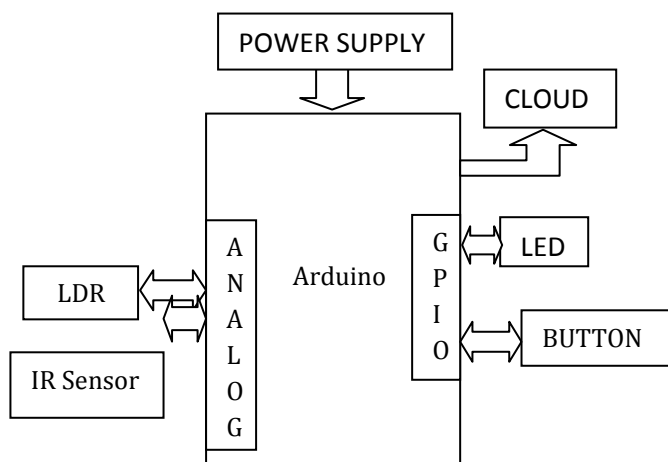 POWER SUPPLY
CLOUD
A
N
A
L
O
G
Arduino
G
P
I
O
LED
LDR
BUTTON
IR Sensor